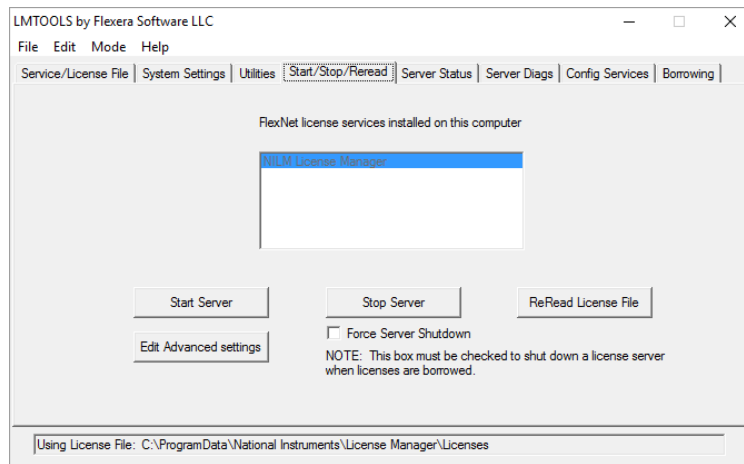 LMTOOLS by Flexera Software LLC
File Edit Mode Help
Service/License File System Settings Utilities Start/Stop/Reread Server Status Server Diags Config Services Borrowing
FlexNet license services installed on this computer
NILM License Manager
Start Server Stop Server ReRead License File
Edit Advanced settings
Force Server Shutdown
NOTE: This box must be checked to shut down a license server
when licenses are borrowed.
Using License File: C:\ProgramData\National Instruments\License Manager\Licenses